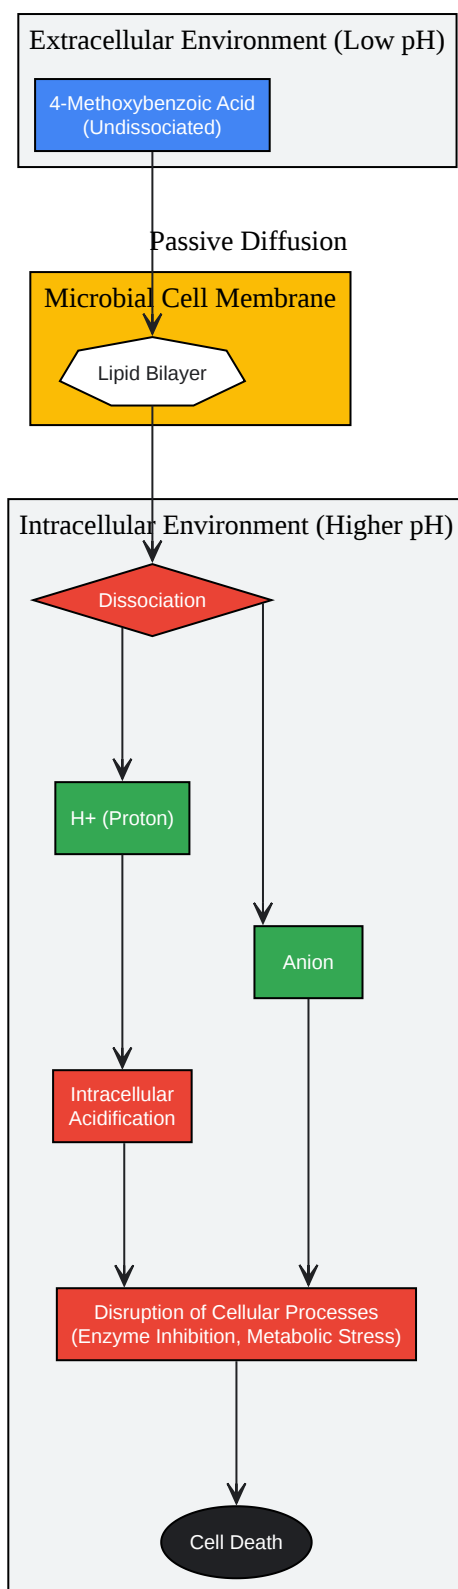 Extracellular Environment (Low pH)
4-Methoxybenzoic Acid
(Undissociated)
Passive Diffusion
Microbial Cell Membrane
Lipid Bilayer
Intracellular Environment (Higher pH)
Dissociation
H+ (Proton)
Anion
Intracellular
Acidification
Disruption of Cellular Processes
(Enzyme Inhibition, Metabolic Stress)
Cell Death